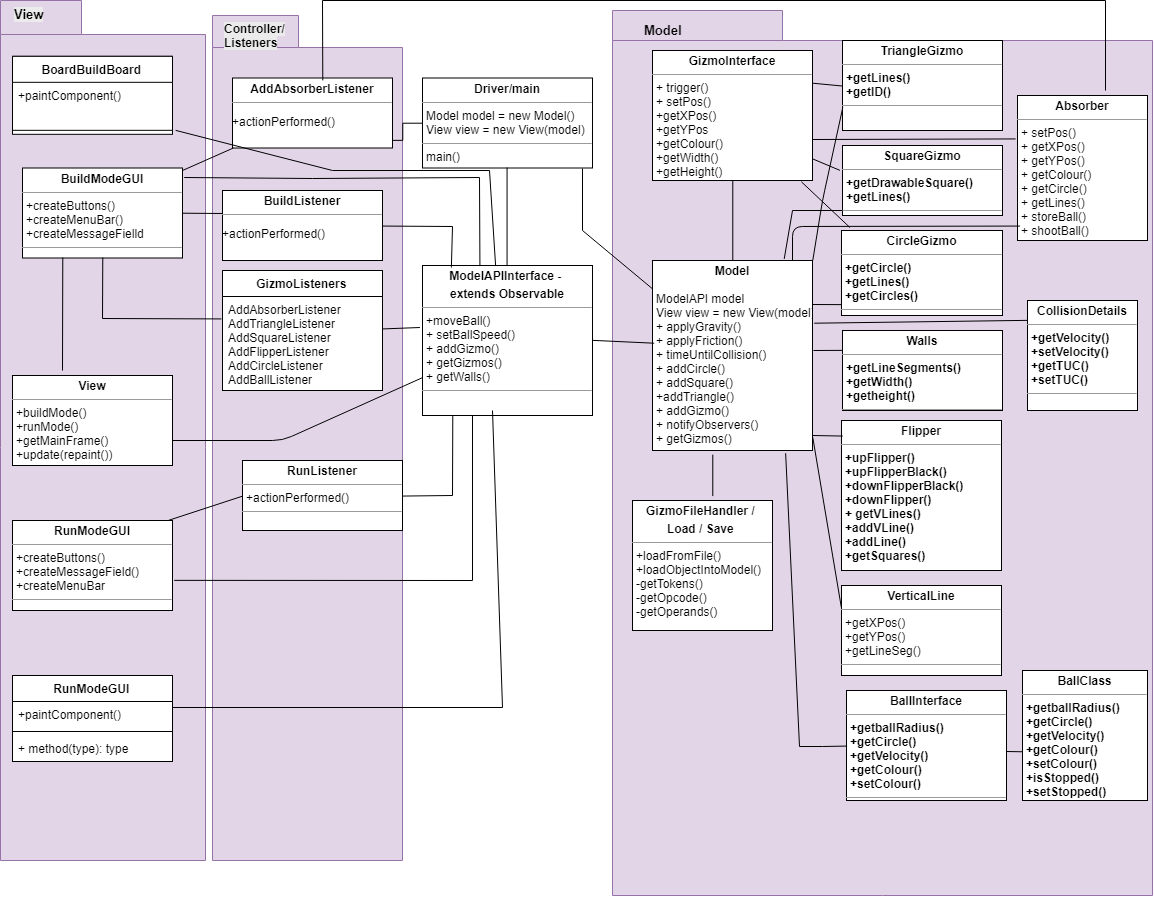 View
BoardBuildBoard
+paintComponent()
BuildModeGUI
+createButtons()
+createMenuBar()
+createMessageFielld
View
+buildMode()
+runMode()
+getMainFrame()
+update(repaint())
RunModeGUI
+createButtons()
+createMessageField()
+createMenuBar
RunModeGUI
+paintComponent()
+ method(type): type
Controller/
Listeners
AddAbsorberListener
+actionPerformed()
BuildListener
+actionPerformed()
GizmoListeners
AddAbsorberListener
AddTriangleListener
AddSquareListener
AddFlipperListener
AddCircleListener
AddBallListener
RunListener
+actionPerformed()
Driver/main
Model model = new Model()
View view = new View(model)
main()
ModelAPIInterface -
extends Observable
+moveBall()
+ setBallSpeed()
+ addGizmo()
+ getGizmos()
+ getWalls()
Model
GizmoInterface
+ trigger()
+ setPos()
+getXPos()
+getYPos
+getColour()
+getWidth()
+getHeight()
Model
ModelAPI model
View view = new View(model
+ applyGravity()
+ applyFriction()
+ timeUntilCollision()
+ addCircle()
+ addSquare()
+addTriangle()
+ addGizmo()
+ notifyObservers()
+ getGizmos()
GizmoFileHandler /
Load / Save
+loadFromFile()
+loadObjectIntoModel()
-getTokens()
-getOpcode()
-getOperands()
TriangleGizmo
+getLines()
+getID()
SquareGizmo
+getDrawableSquare()
+getLines()
CircleGizmo
+getCircle()
+getLines()
+getCircles()
Walls
+getLineSegments()
+getWidth()
+getheight()
Flipper
+upFlipper()
+upFlipperBlack()
+downFlipperBlack()
+downFlipper()
+ getVLines()
+addVLine()
+addLine()
+getSquares()
VerticalLine
+getXPos()
+getYPos()
+getLineSeg()
BallInterface
+getballRadius()
+getCircle()
+getVelocity()
+getColour()
+setColour()
Absorber
+ setPos()
+ getXPos()
+ getYPos()
+ getColour()
+ getCircle()
+ getLines()
+ storeBall()
+ shootBall()
CollisionDetails
+getVelocity()
+setVelocity()
+getTUC()
+setTUC()
BallClass
+getballRadius()
+getCircle()
+getVelocity()
+getColour()
+setColour()
+isStopped()
+setStopped()